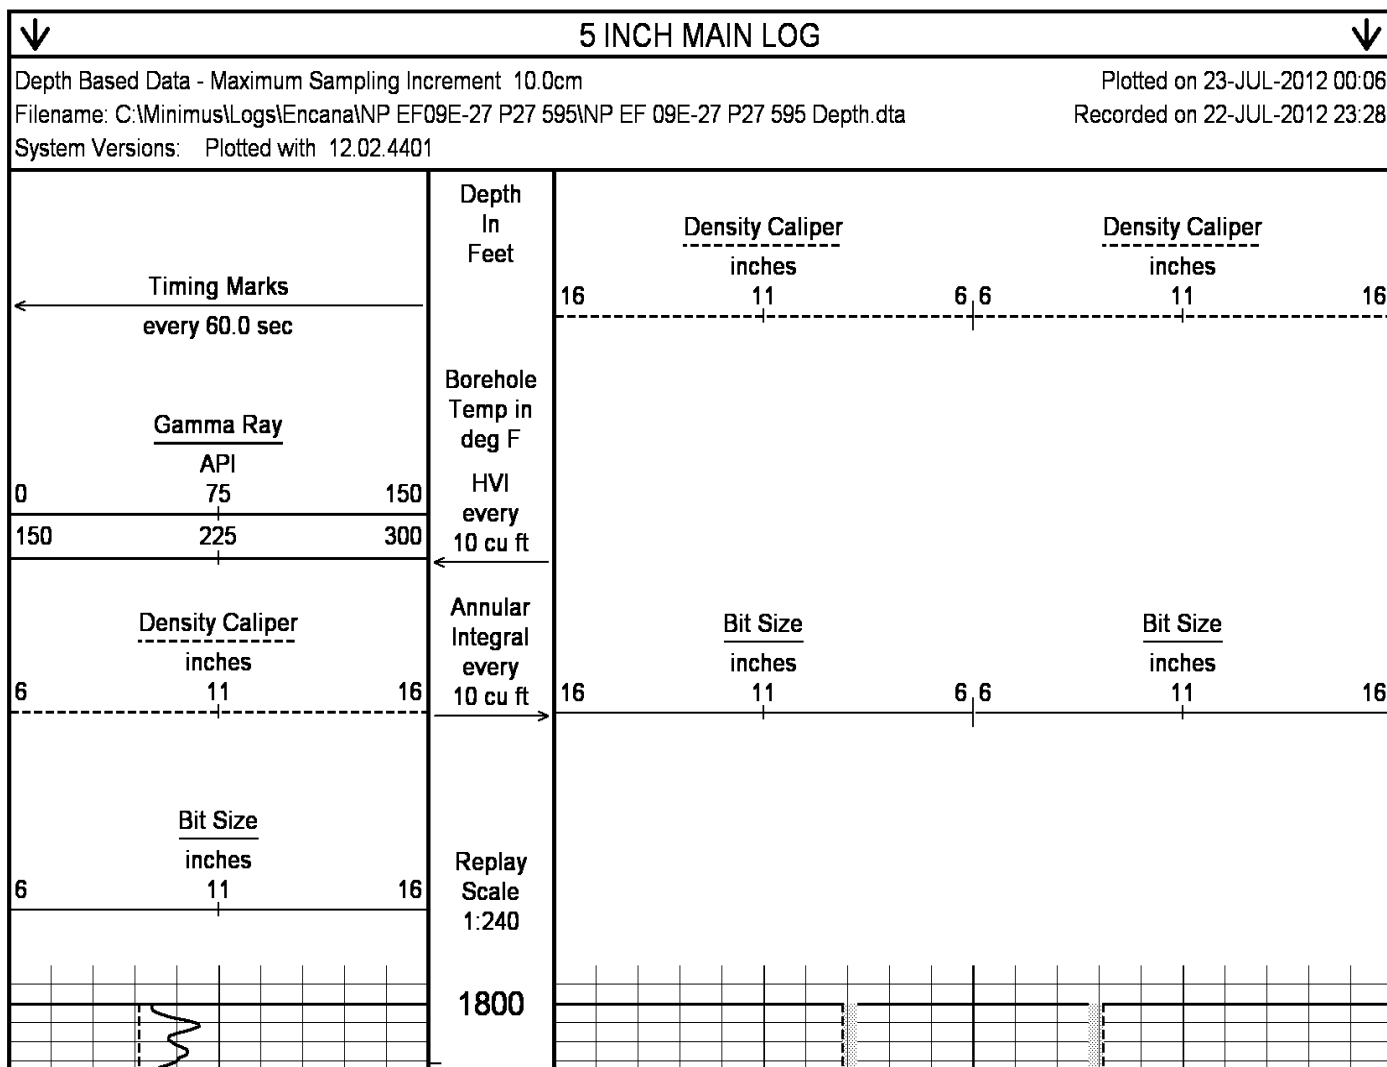 5 INCH MAIN LOG
Depth Based Data - Maximum Sampling Increment 10.0cm
Plotted on 23-JUL-2012 00:06
Filename: C:\Minimus\Logs\Encana\NP EF09E-27 P27 595\NP EF 09E-27 P27 595 Depth.dta
Recorded on 22-JUL-2012 23:28
System Versions: Plotted with 12.02.4401
Timing Marks
every 60.0 sec
Gamma Ray
API
0 75 150
150 225 300
Density Caliper
inches
6 11 16
Bit Size
inches
6 11 16
Depth
In
Feet
Borehole
Temp in
deg F
HVI
every
10 cu ft
Annular
Integral
every
10 cu ft
Replay
Scale
1:240
1800
Density Caliper
inches
16 11 6
Density Caliper
inches
6 11 16
Bit Size
inches
16 11 6
Bit Size
inches
6 11 16